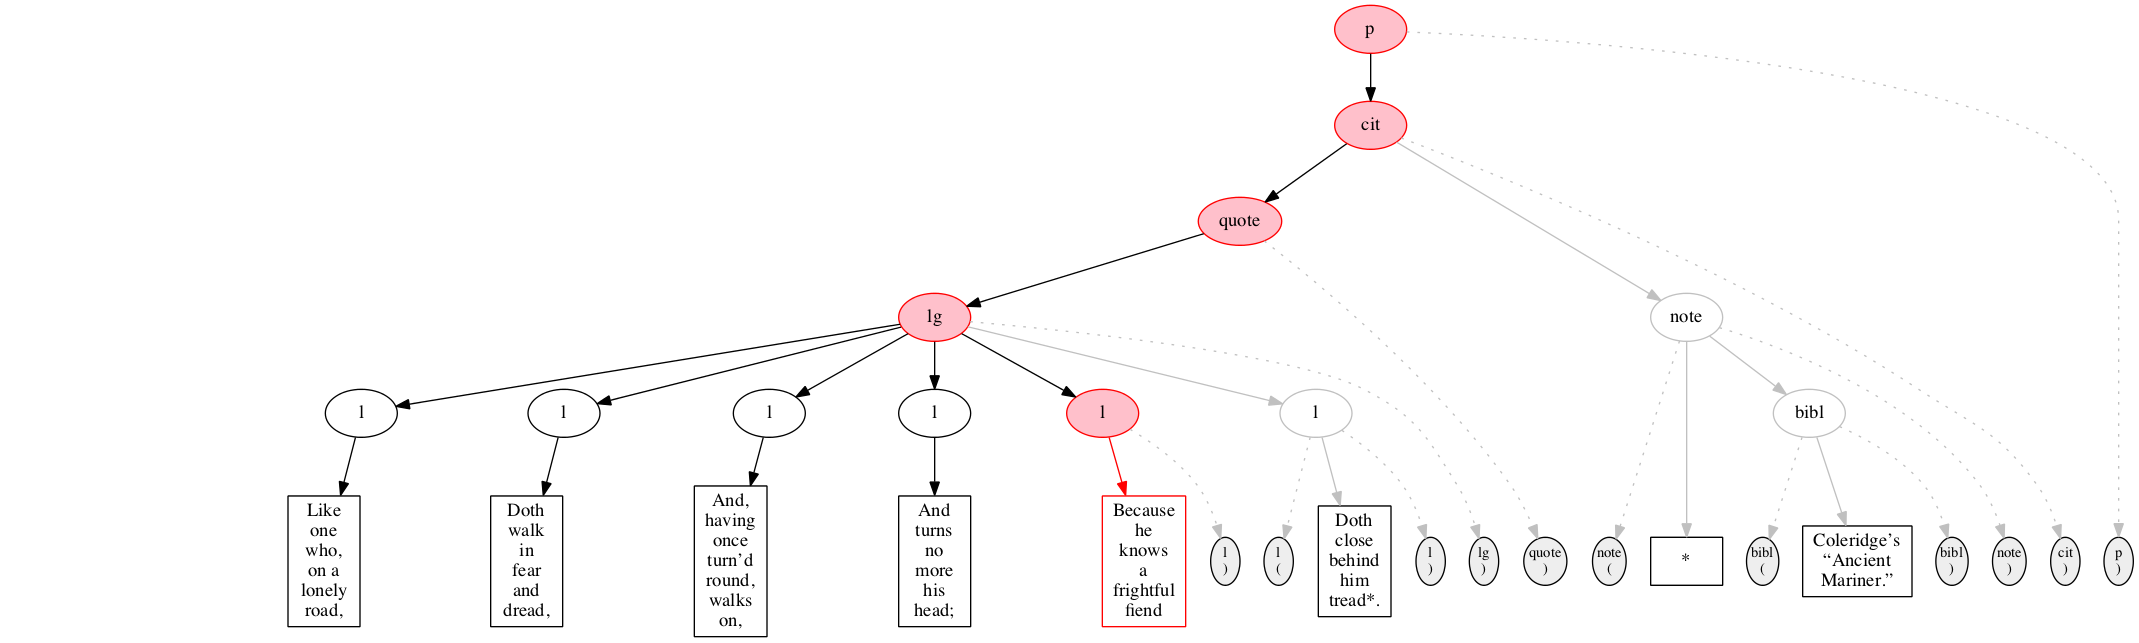 p
cit
quote
lg
note
l
l
l
l
l
l
bibl
Like
one
who,
on a
lonely
road,
Doth
walk
in
fear
and
dread,
And,
having
once
turn’d
round,
walks
on,
And
turns
no
more
his
head;
Because
he
knows
a
frightful
fiend
l
)
l
(
Doth
close
behind
him
tread*.
l
)
lg
)
quote
)
note
(
*
bibl
(
Coleridge’s
“Ancient
Mariner.”
bibl
)
note
)
cit
)
p
)